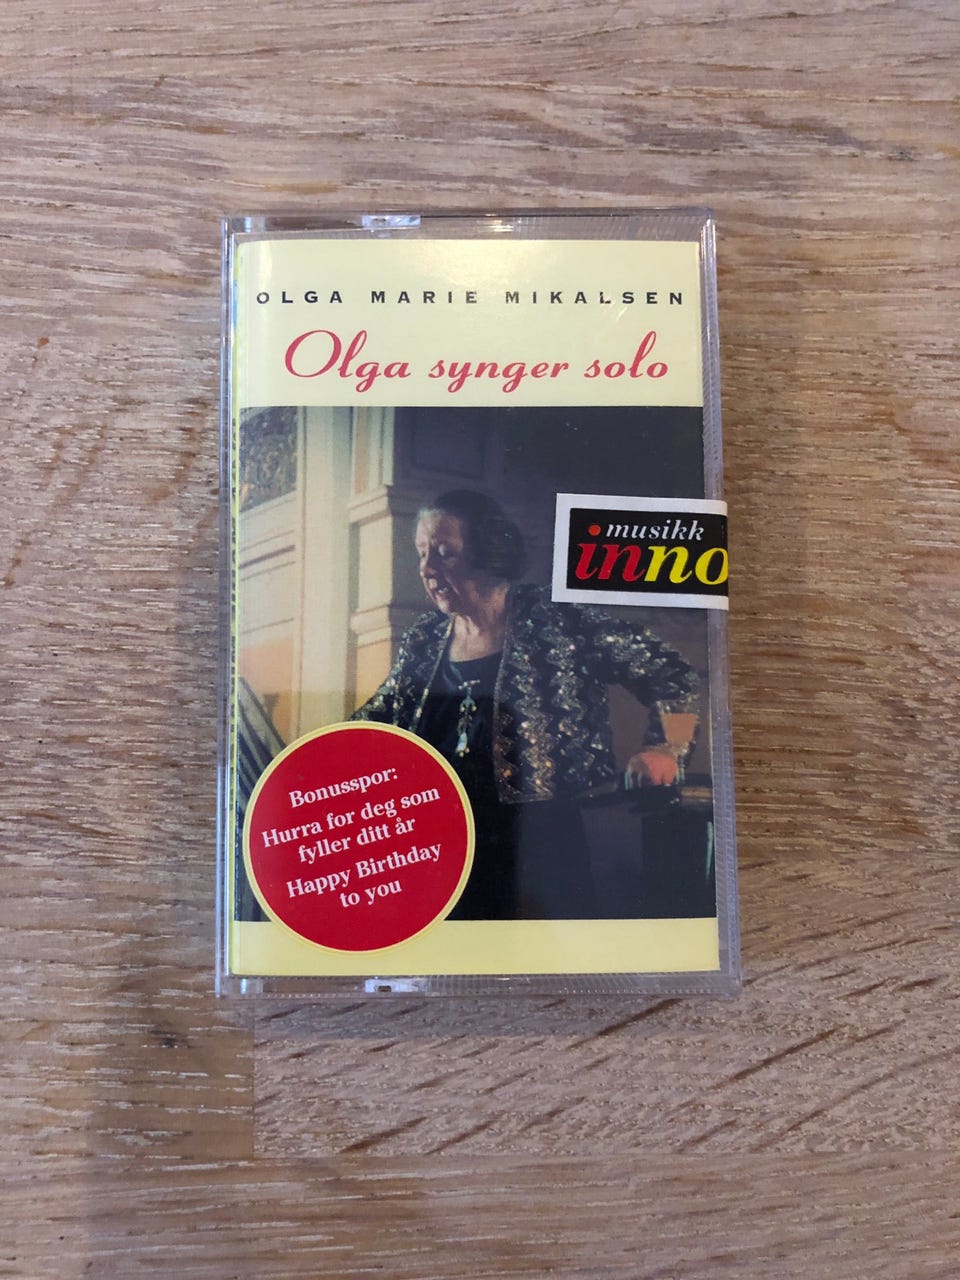 OLGA MARIE MIKALSEN
Olga synger solo
musikk
inno
Bonusspor:
Hurra for deg som
fyller ditt år
Happy Birthday
to you